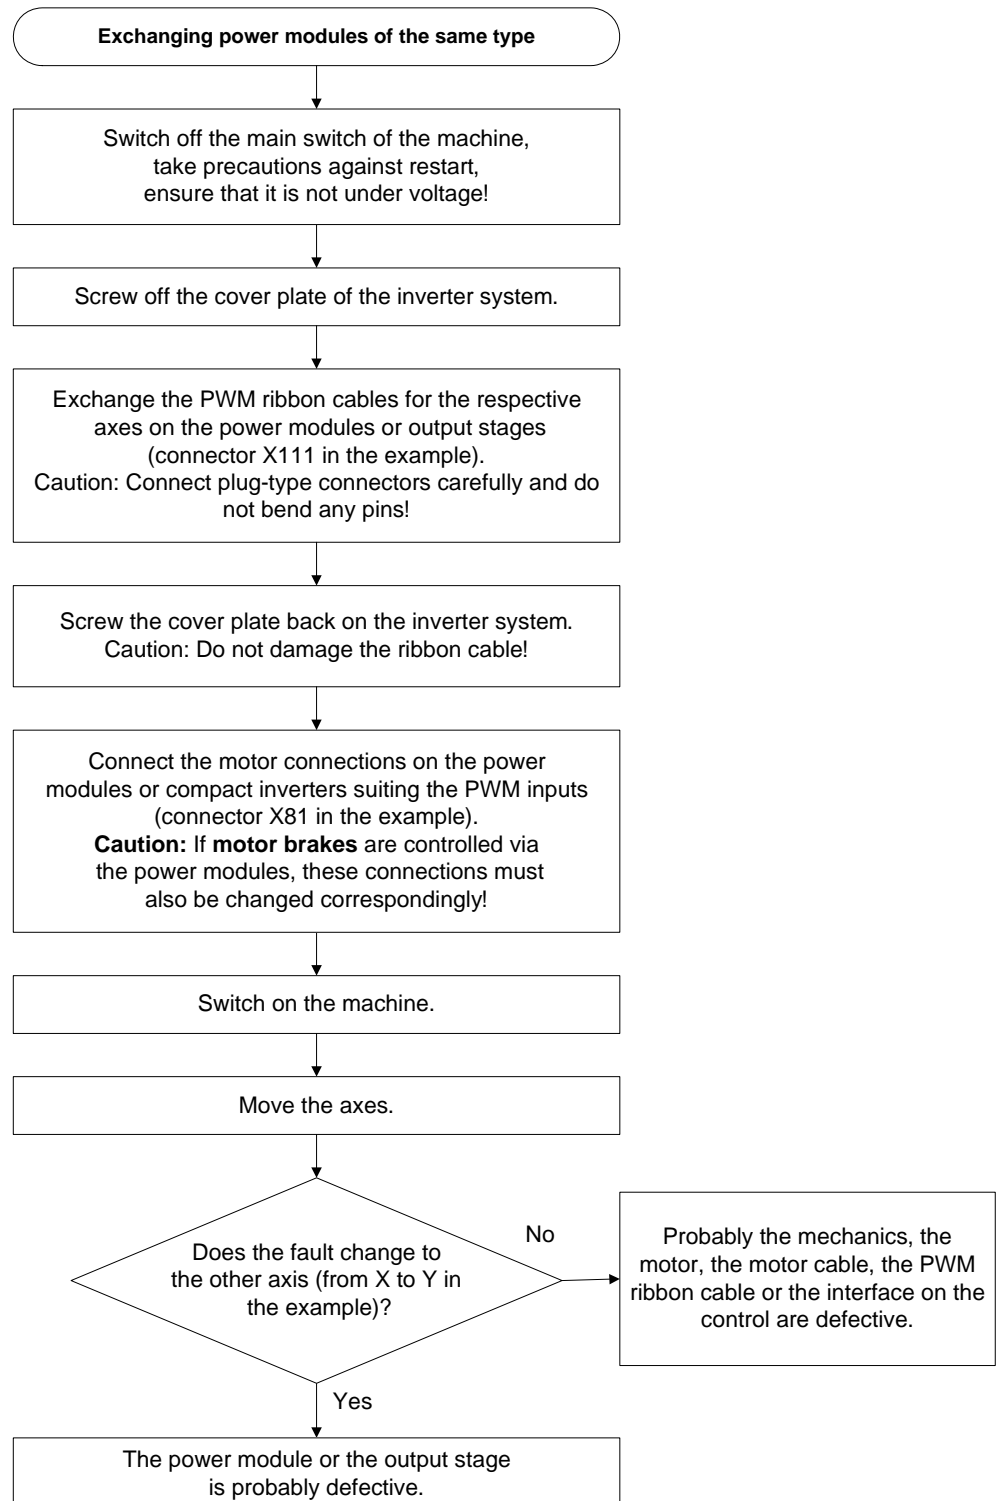 Exchanging power modules of the same type
Switch off the main switch of the machine,
take precautions against restart,
ensure that it is not under voltage!
Screw off the cover plate of the inverter system.
Exchange the PWM ribbon cables for the respective
axes on the power modules or output stages
(connector X111 in the example).
Caution: Connect plug-type connectors carefully and do
not bend any pins!
Screw the cover plate back on the inverter system.
Caution: Do not damage the ribbon cable!
Connect the motor connections on the power
modules or compact inverters suiting the PWM inputs
(connector X81 in the example).
Caution: If motor brakes are controlled via
the power modules, these connections must
also be changed correspondingly!
Switch on the machine.
Move the axes.
Does the fault change to
the other axis (from X to Y in
the example)?
No
Probably the mechanics, the
motor, the motor cable, the PWM
ribbon cable or the interface on the
control are defective.
Yes
The power module or the output stage
is probably defective.